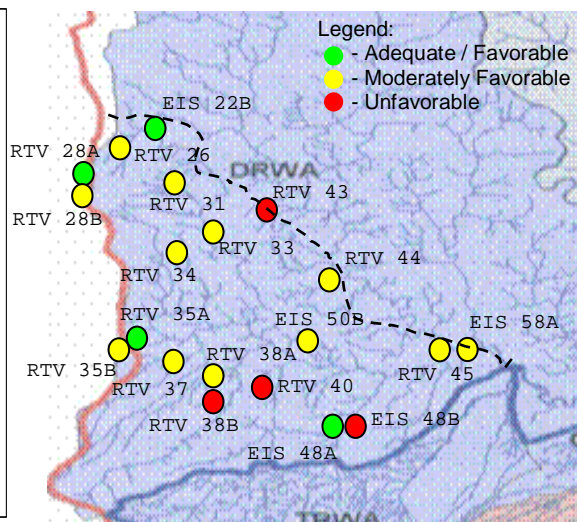 Legend:
- Adequate / Favorable
- Moderately Favorable
- Unfavorable
EIS 22B
RTV 28A
RTV 26
DRWA
RTV 43
RTV 28B
RTV 31
RTV 33
RTV 44
RTV 34
RTV 35A
EIS 50B
EIS 58A
RTV 35B
RTV 38A
RTV 45
RTV 37
RTV 40
RTV 38B
EIS 48B
EIS 48A